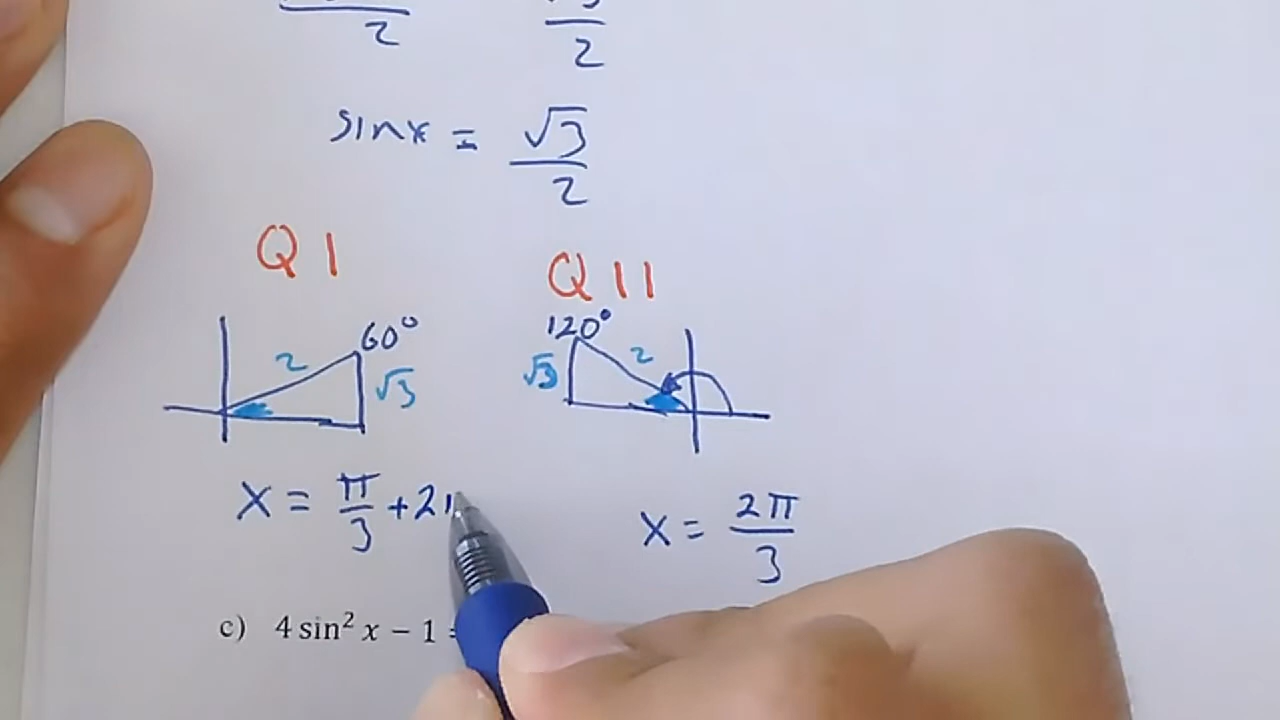 2 2
sinx = √3/2
Q I Q II
60° 120°
2 √3 √3 2
x = π/3 + 2 x = 2π/3
c) 4 sin² x − 1